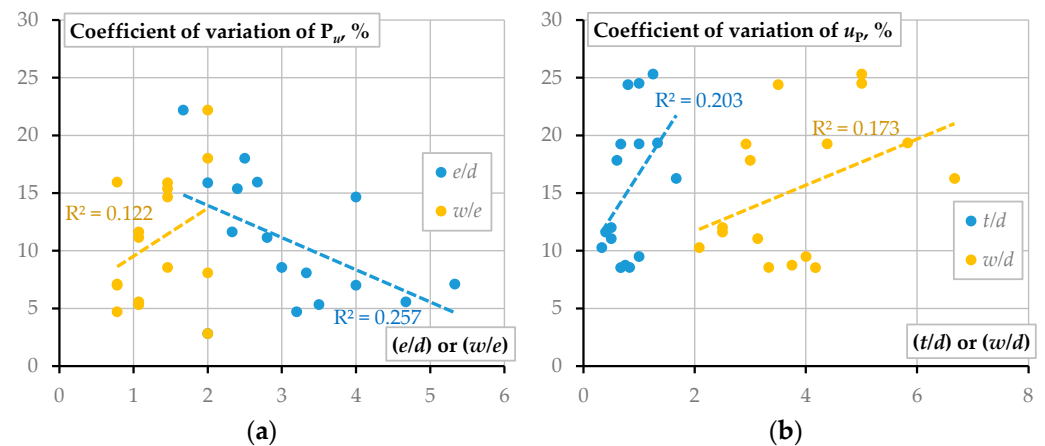 Coefficient of variation of Pu, %
30
25
20
15
10
5
0
R² = 0.122
R² = 0.257
e/d
w/e
(e/d) or (w/e)
0 1 2 3 4 5 6
(a)
Coefficient of variation of uP, %
30
25
20
15
10
5
0
R² = 0.203
R² = 0.173
t/d
w/d
(t/d) or (w/d)
0 2 4 6 8
(b)